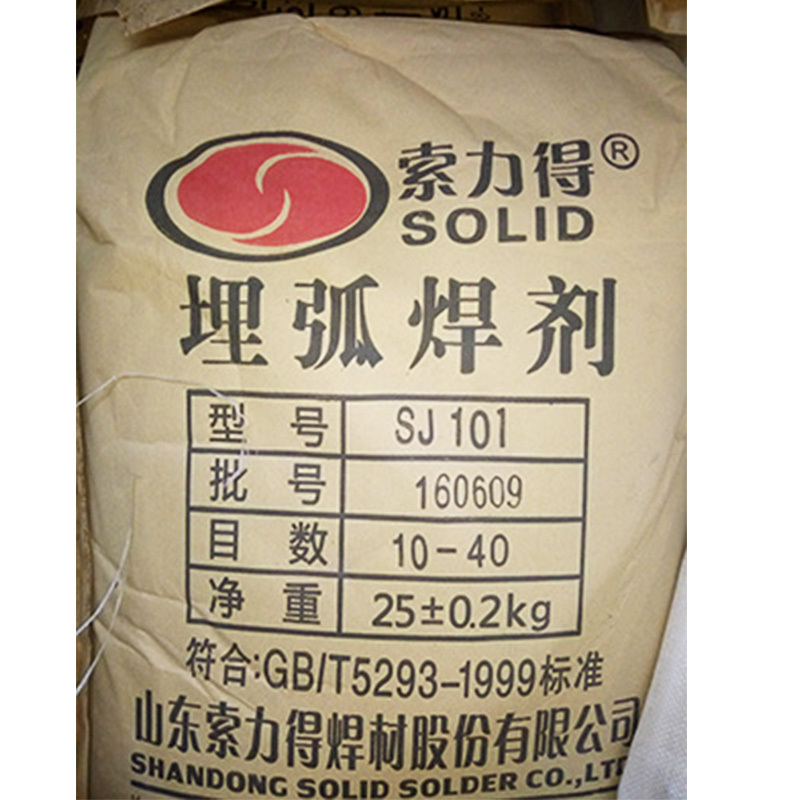 索力得®
SOLID
埋弧焊剂
型 号 SJ 101
批 号 160609
目 数 10-40
净 重 25±0.2kg
符合:GB/T5293-1999标准
山东索力得焊材股份有限公司
SHANDONG SOLID SOLDER CO.,LTD